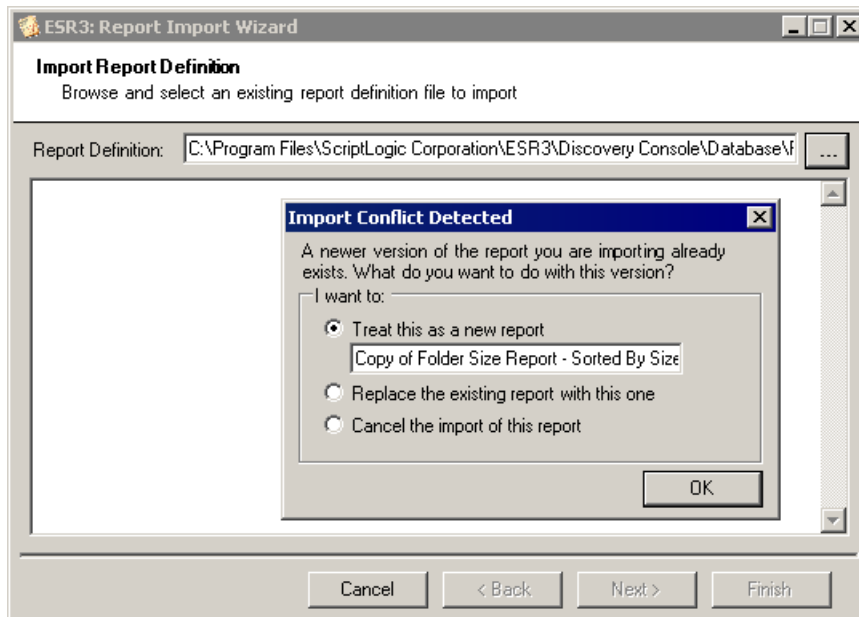 ESR3: Report Import Wizard
Import Report Definition
Browse and select an existing report definition file to import
Report Definition: C:\Program Files\ScriptLogic Corporation\ESR3\Discovery Console\Database\F ...
Import Conflict Detected
A newer version of the report you are importing already
exists. What do you want to do with this version?
I want to:
Treat this as a new report
Copy of Folder Size Report - Sorted By Size
Replace the existing report with this one
Cancel the import of this report
OK
Cancel < Back Next > Finish